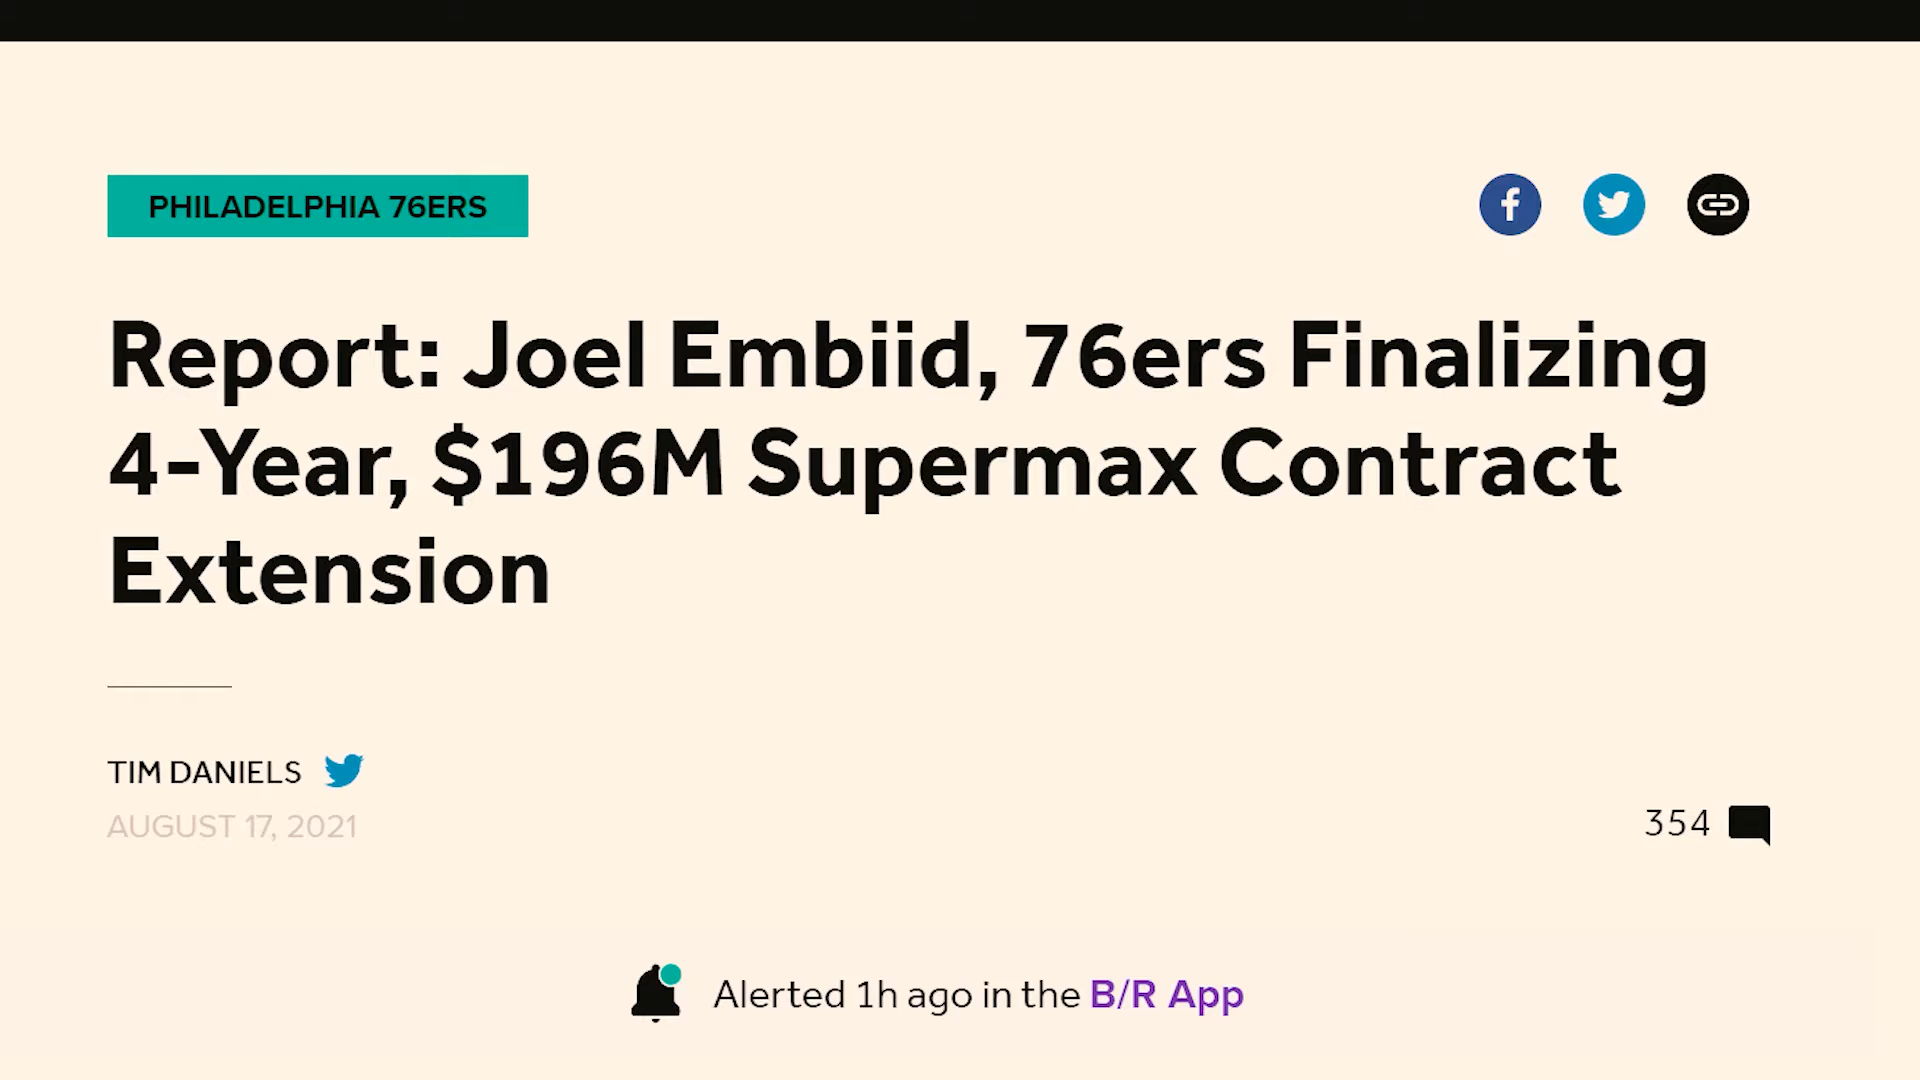 PHILADELPHIA 76ERS
Report: Joel Embiid, 76ers Finalizing
4-Year, $196M Supermax Contract
Extension
TIM DANIELS
AUGUST 17, 2021
354
Alerted 1h ago in the B/R App